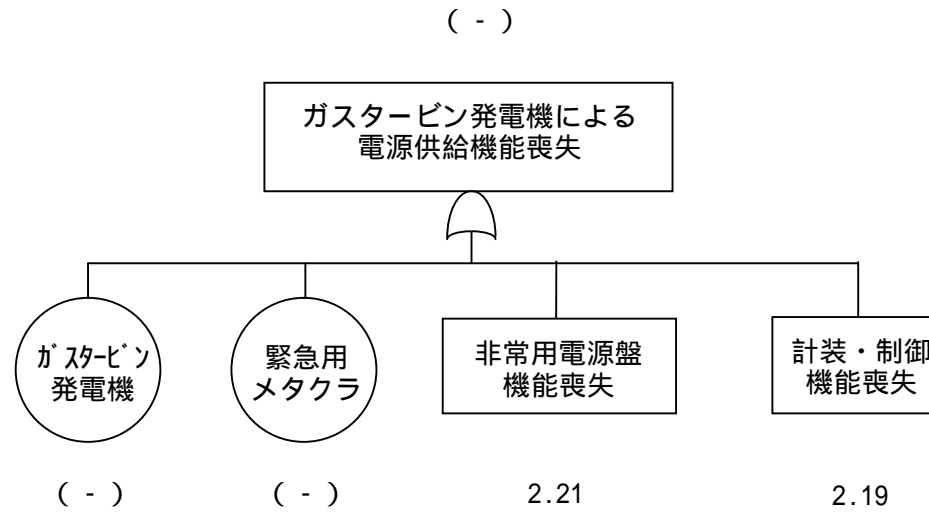 ( - )
ガスタービン発電機による
電源供給機能喪失
ガスタービン
発電機
緊急用
メタクラ
非常用電源盤
機能喪失
計装・制御
機能喪失
( - )
( - )
2.21
2.19